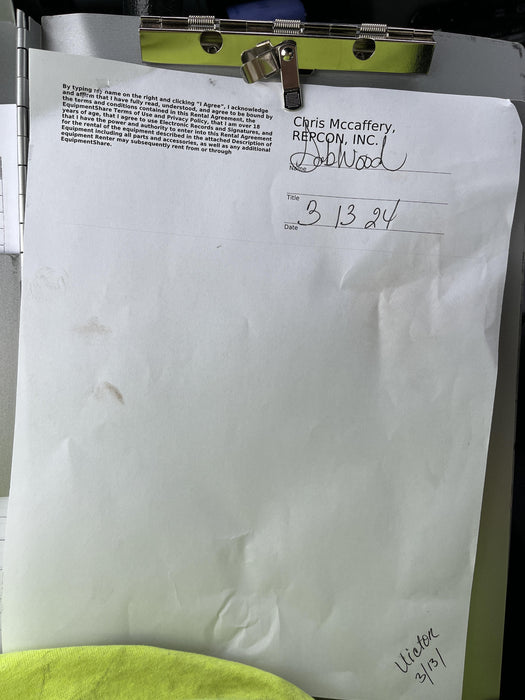 By typing my name on the right and clicking "I Agree", I acknowledge
and affirm that I have fully read, understood, and agree to be bound by
the terms and conditions contained in this Rental Agreement, the
EquipmentShare Terms of Use and Privacy Policy, that I am over 18
years of age, that I agree to use Electronic Records and Signatures, and
that I have the power and authority to enter into this Rental Agreement
for the rental of the equipment described in the attached Description of
Equipment including all parts and accessories, as well as any additional
equipment Renter may subsequently rent from or through
EquipmentShare.
Chris Mccaffery,
REPCON, INC.
Wood
Name
Title
3 13 24
Date
Victor
3/13/